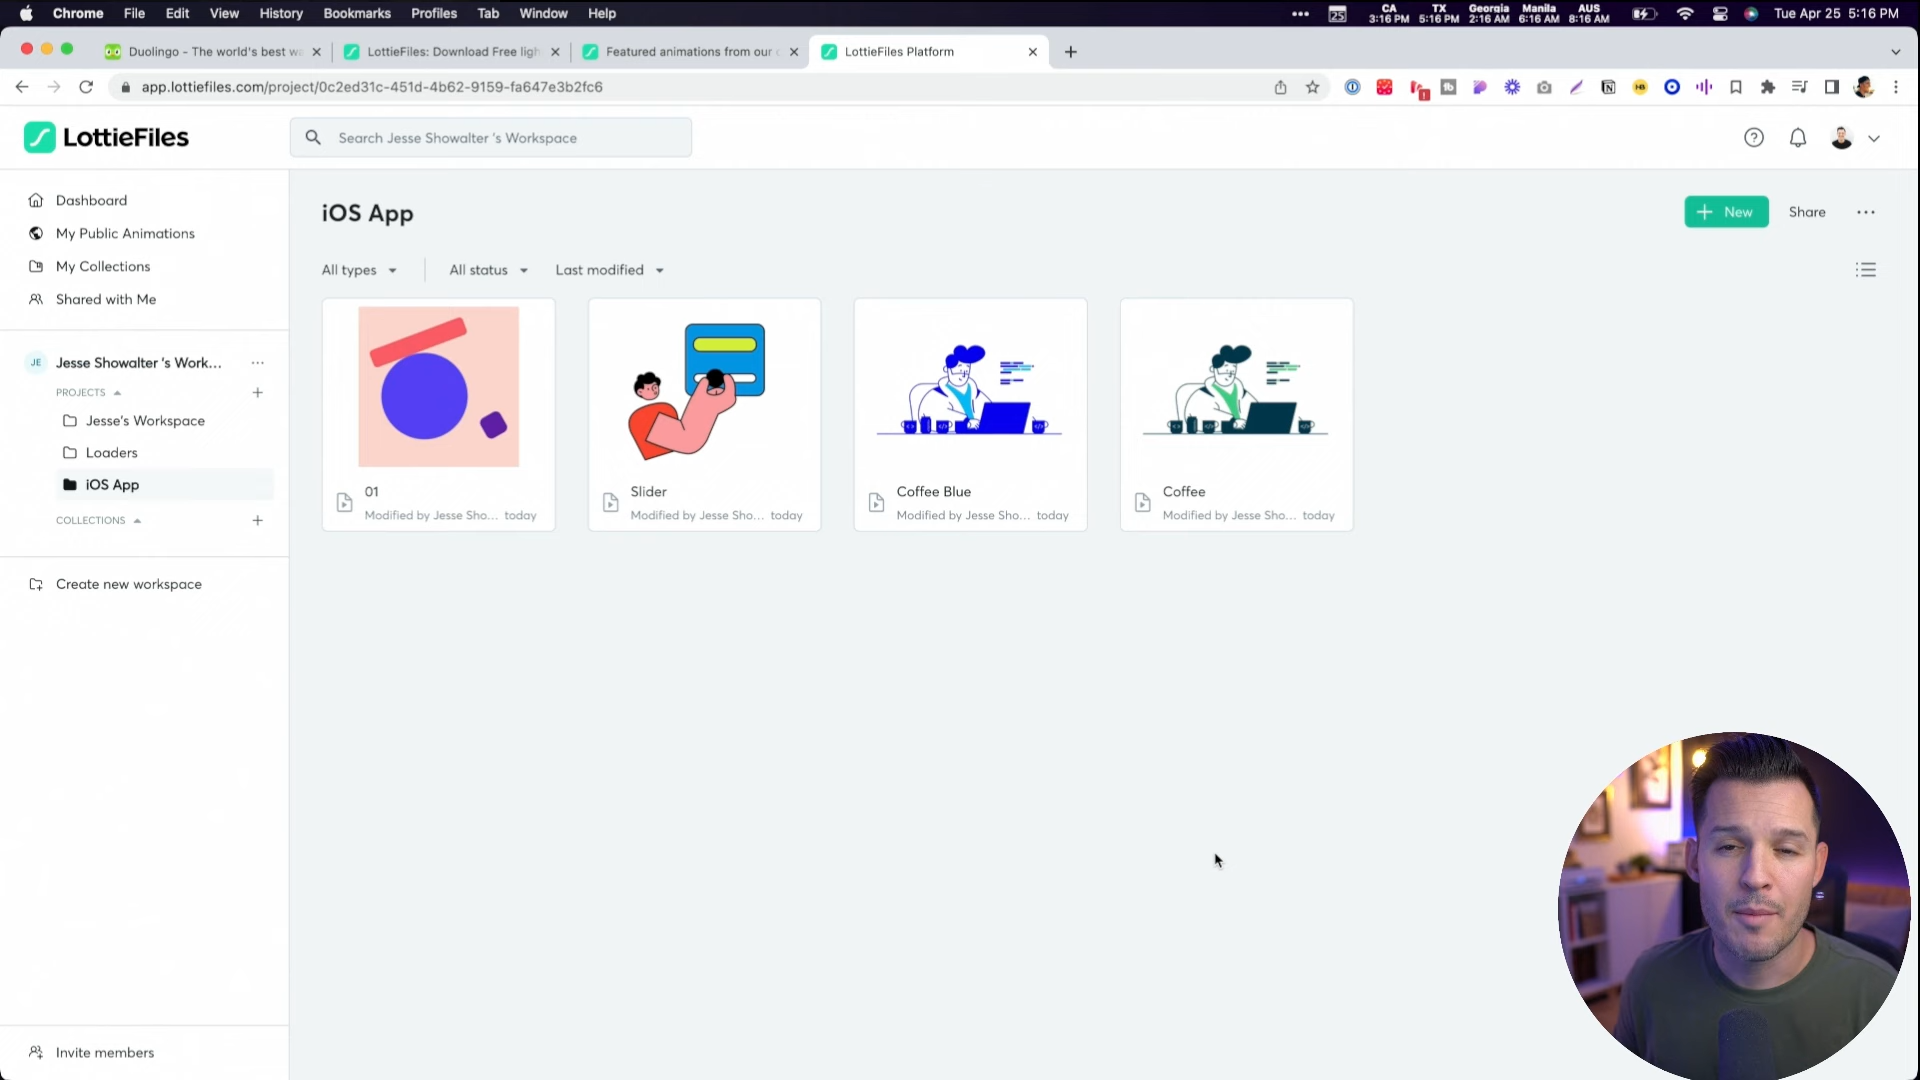 Chrome File Edit View History Bookmarks Profiles Tab Window Help
25
CA 3:16 PM TX 5:16 PM Georgia 2:16 AM Manila 6:16 AM AUS 8:16 AM
Tue Apr 25 5:16 PM
Duolingo - The world's best w
LottieFiles: Download Free ligh
Featured animations from our c
LottieFiles Platform
app.lottiefiles.com/project/0c2ed31c-451d-4b62-9159-fa647e3b2fc6
LottieFiles
Search Jesse Showalter 's Workspace
Dashboard
My Public Animations
My Collections
Shared with Me
JE Jesse Showalter 's Work...
PROJECTS
Jesse's Workspace
Loaders
iOS App
COLLECTIONS
Create new workspace
Invite members
iOS App
New
Share
All types
All status
Last modified
01
Modified by Jesse Sho... today
Slider
Modified by Jesse Sho... today
Coffee Blue
Modified by Jesse Sho... today
Coffee
Modified by Jesse Sho... today